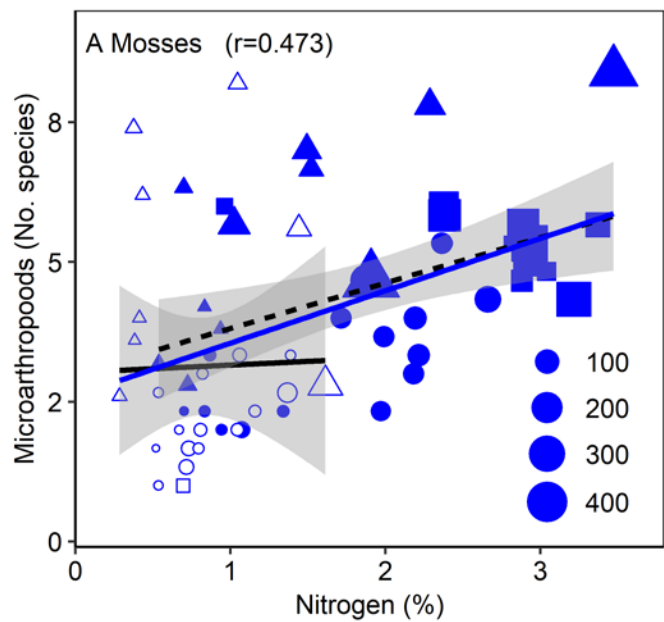 A Mosses (r=0.473)
Microarthropoods (No. species)
8
5
2
0
100
200
300
400
0 1 2 3
Nitrogen (%)